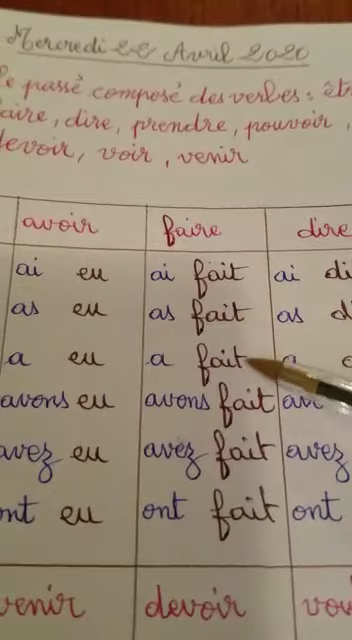 Mercredi 22 Avril 2020
le passé composé des verbes : êt
faire, dire, prendre, pouvoir,
devoir, voir, venir
avoir faire dire
ai eu ai fait ai di
as eu as fait as d
a eu a fait a
avons eu avons fait
avez eu avez fait avez
ont eu ont fait ont
venir devoir